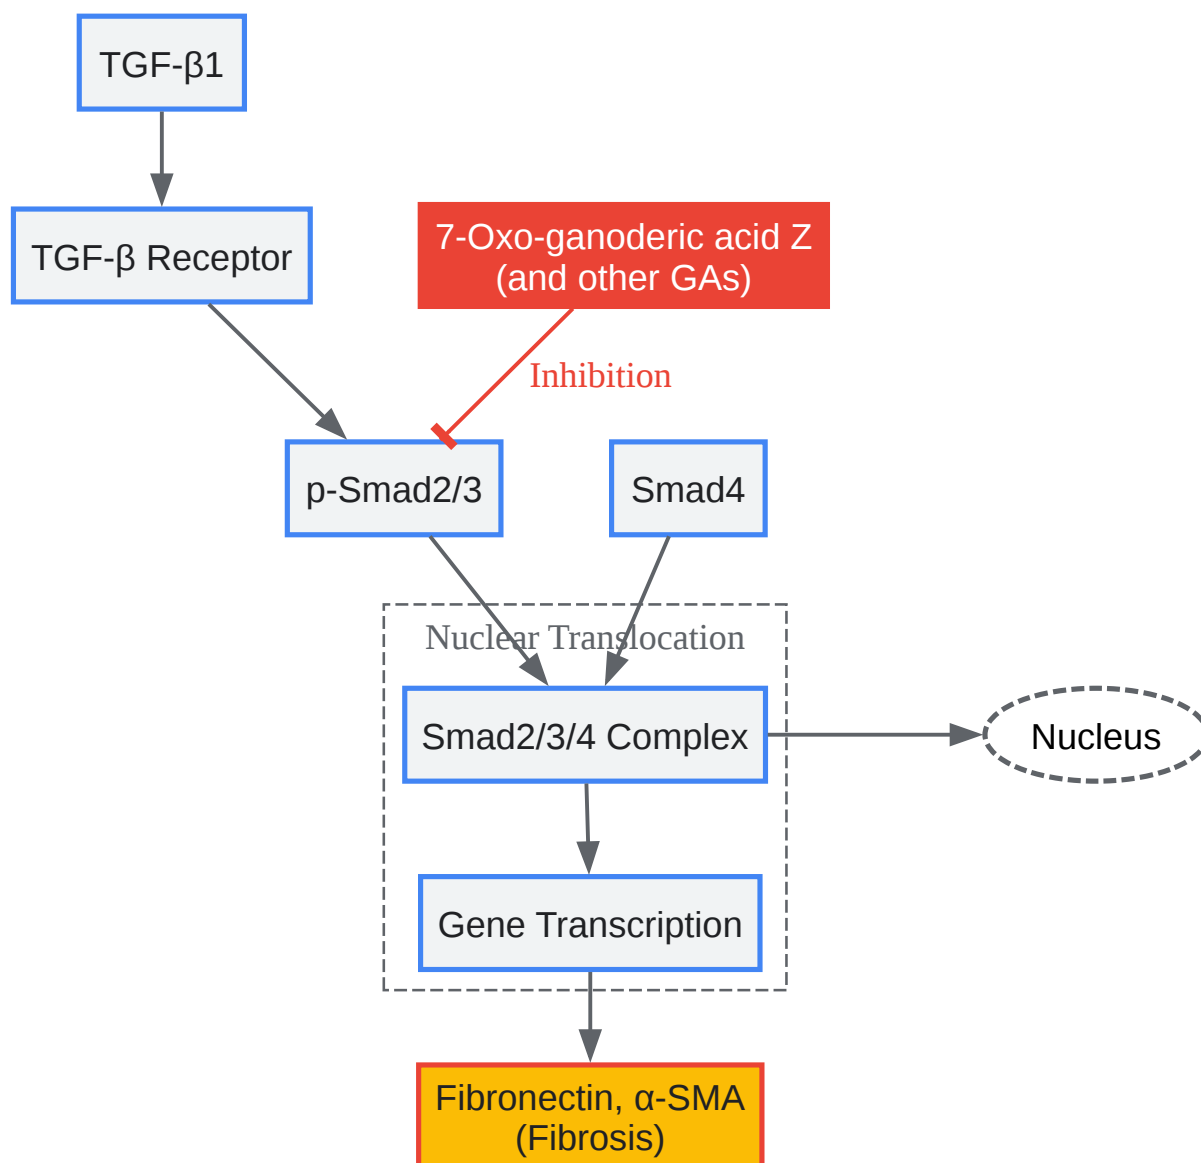 TGF-β1
TGF-β Receptor
7-Oxo-ganoderic acid Z
(and other GAs)
Inhibition
p-Smad2/3
Smad4
Nuclear Translocation
Smad2/3/4 Complex
Nucleus
Gene Transcription
Fibronectin, α-SMA
(Fibrosis)